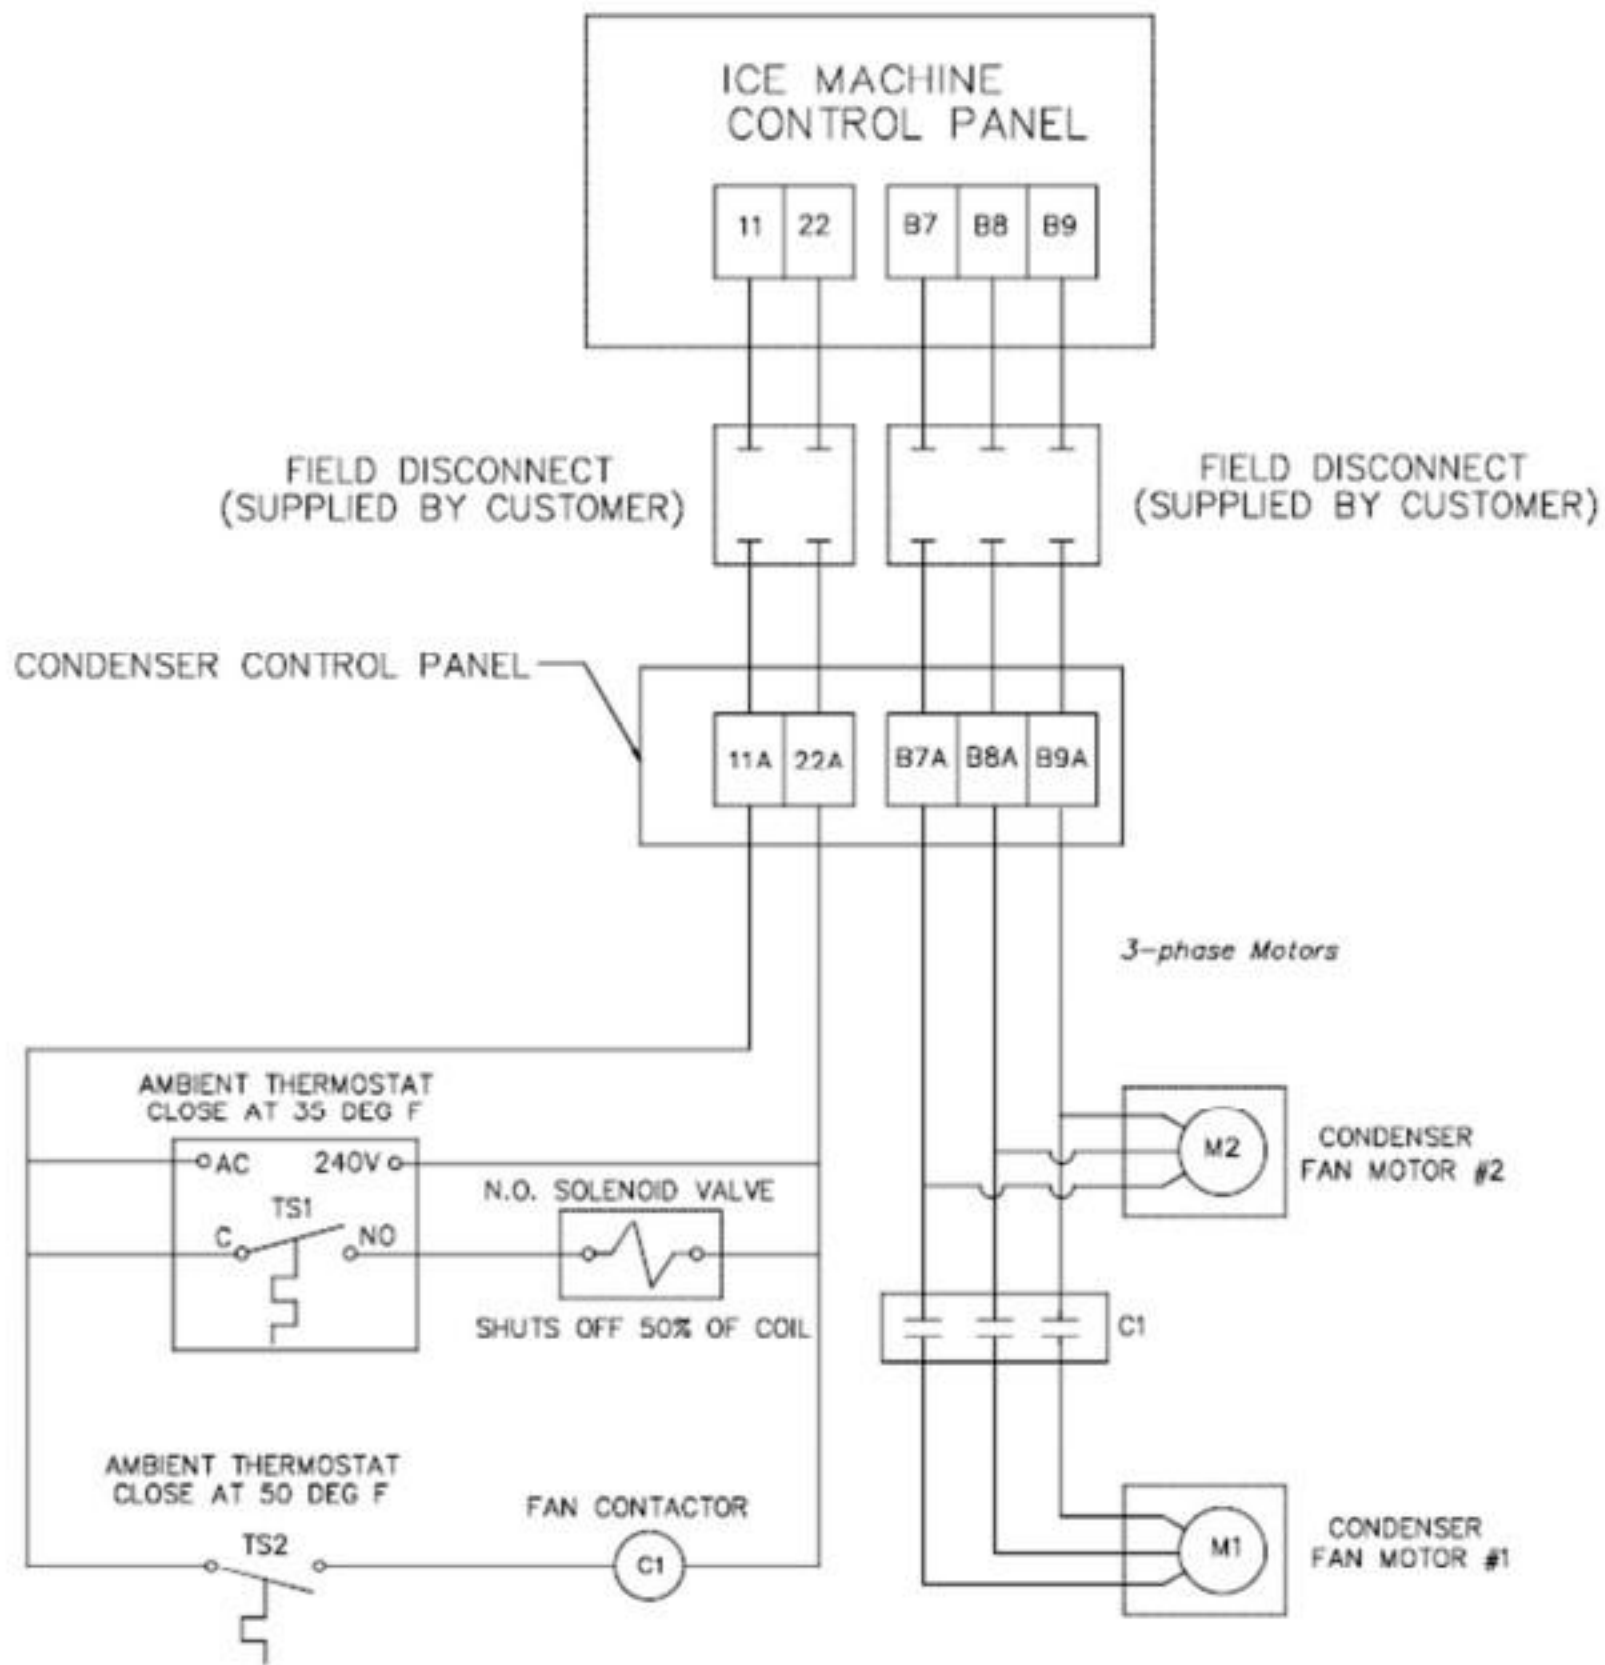 ICE MACHINE
CONTROL PANEL
11 22 B7 B8 B9
FIELD DISCONNECT
(SUPPLIED BY CUSTOMER)
FIELD DISCONNECT
(SUPPLIED BY CUSTOMER)
CONDENSER CONTROL PANEL
11A 22A B7A B8A B9A
3-phase Motors
AMBIENT THERMOSTAT
CLOSE AT 35 DEG F
AC 240V
TS1
C NO
N.O. SOLENOID VALVE
SHUTS OFF 50% OF COIL
M2
CONDENSER
FAN MOTOR #2
C1
AMBIENT THERMOSTAT
CLOSE AT 50 DEG F
TS2
FAN CONTACTOR
C1
M1
CONDENSER
FAN MOTOR #1